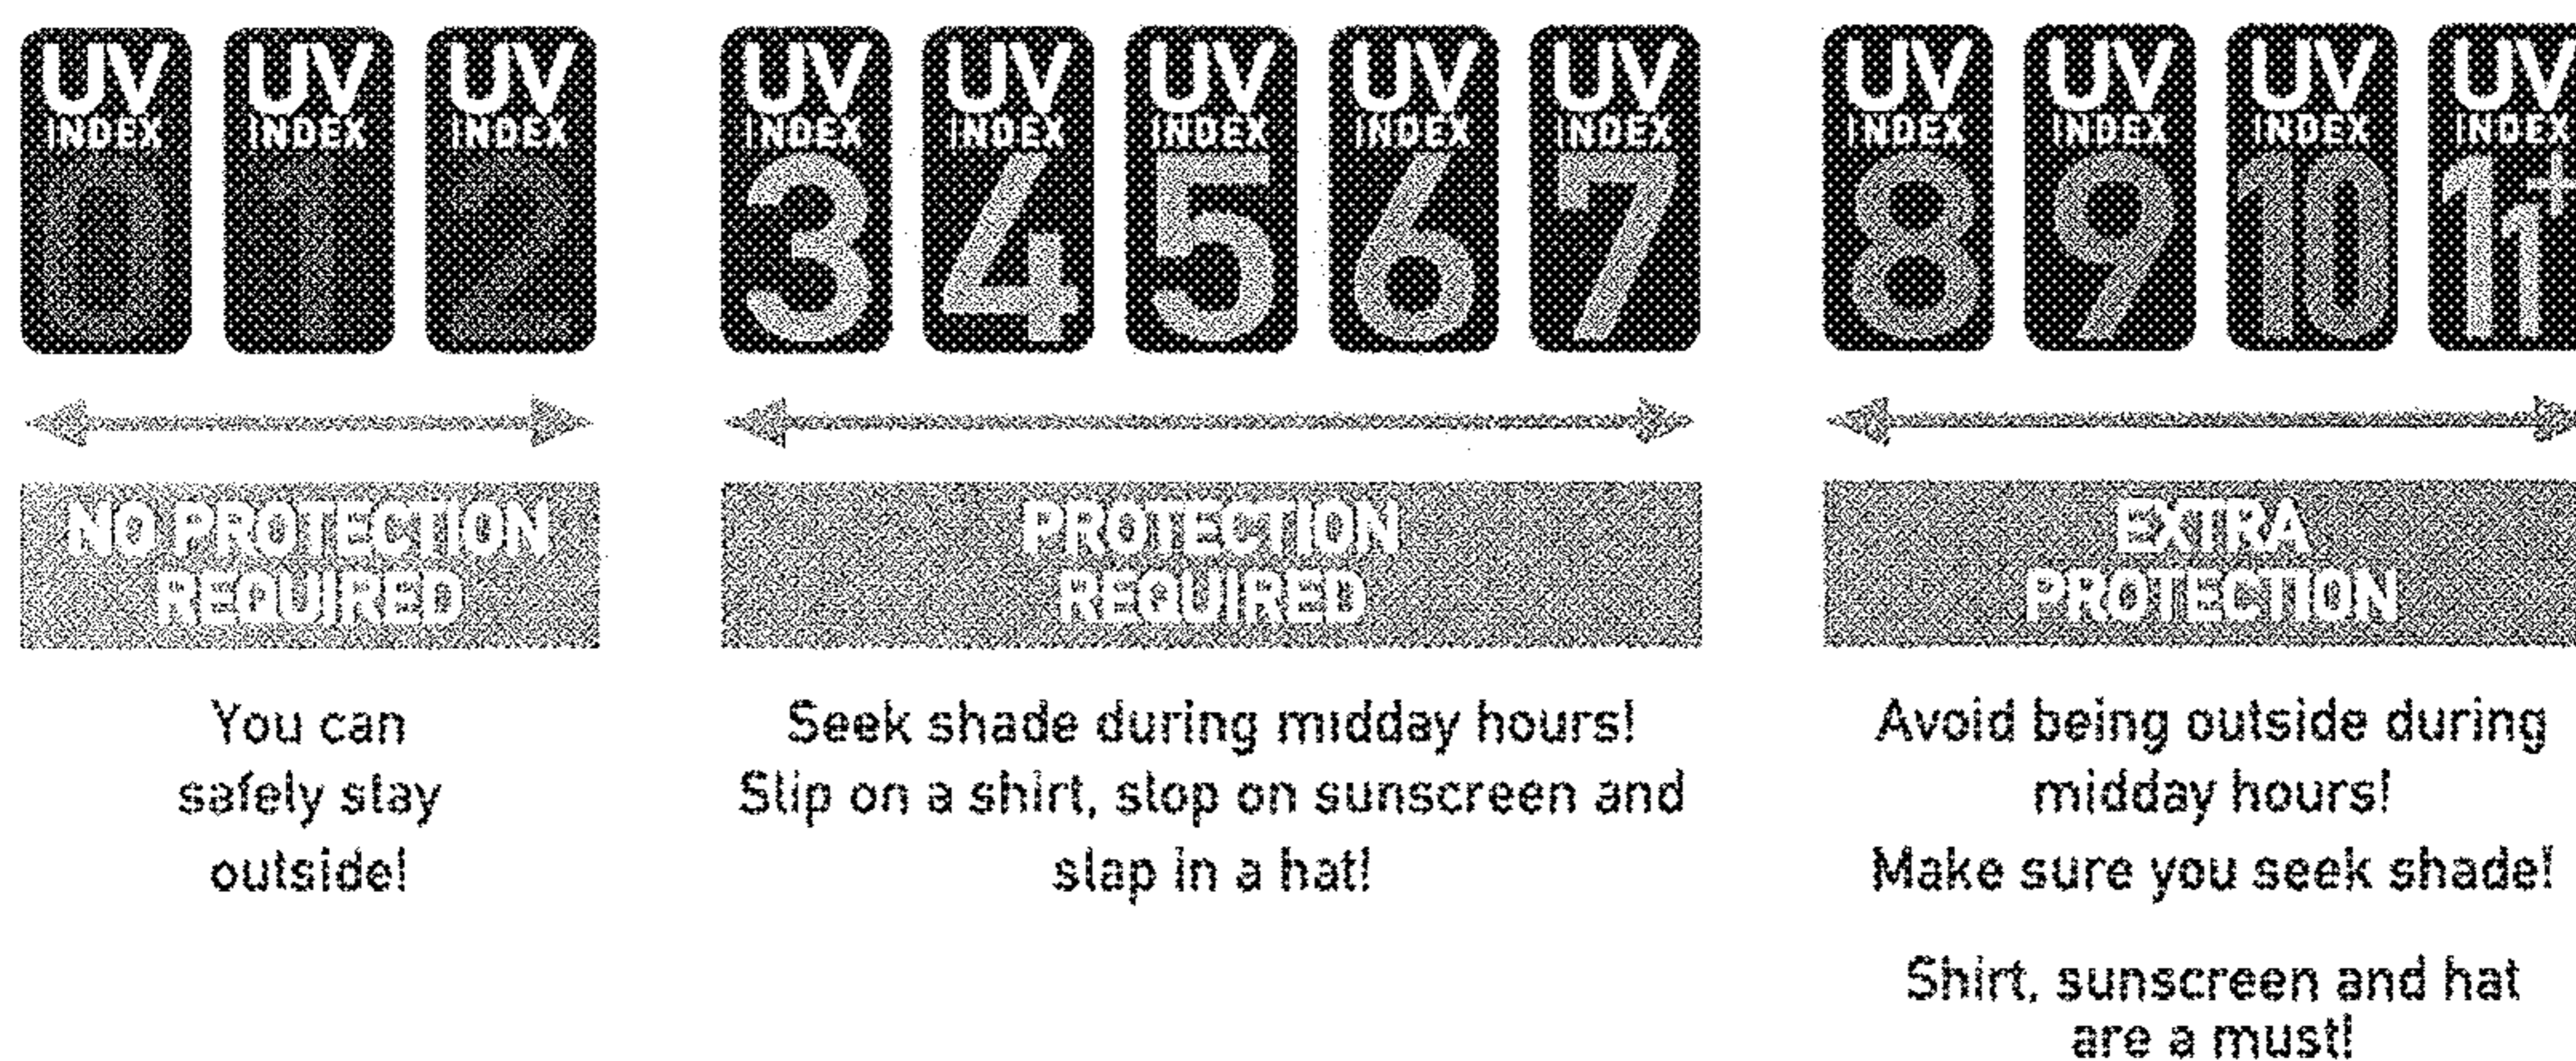 UV UV UV UV UV UV UV UV UV UV UV UV
INDEX INDEX INDEX INDEX INDEX INDEX INDEX INDEX INDEX INDEX INDEX INDEX
0 1 2 3 4 5 6 7 8 9 10 11+
NO PROTECTION
REQUIRED
PROTECTION
REQUIRED
EXTRA
PROTECTION
You can
safely stay
outside!
Seek shade during midday hours!
Slip on a shirt, slop on sunscreen and
slap in a hat!
Avoid being outside during
midday hours!
Make sure you seek shade!
Shirt, sunscreen and hat
are a must!